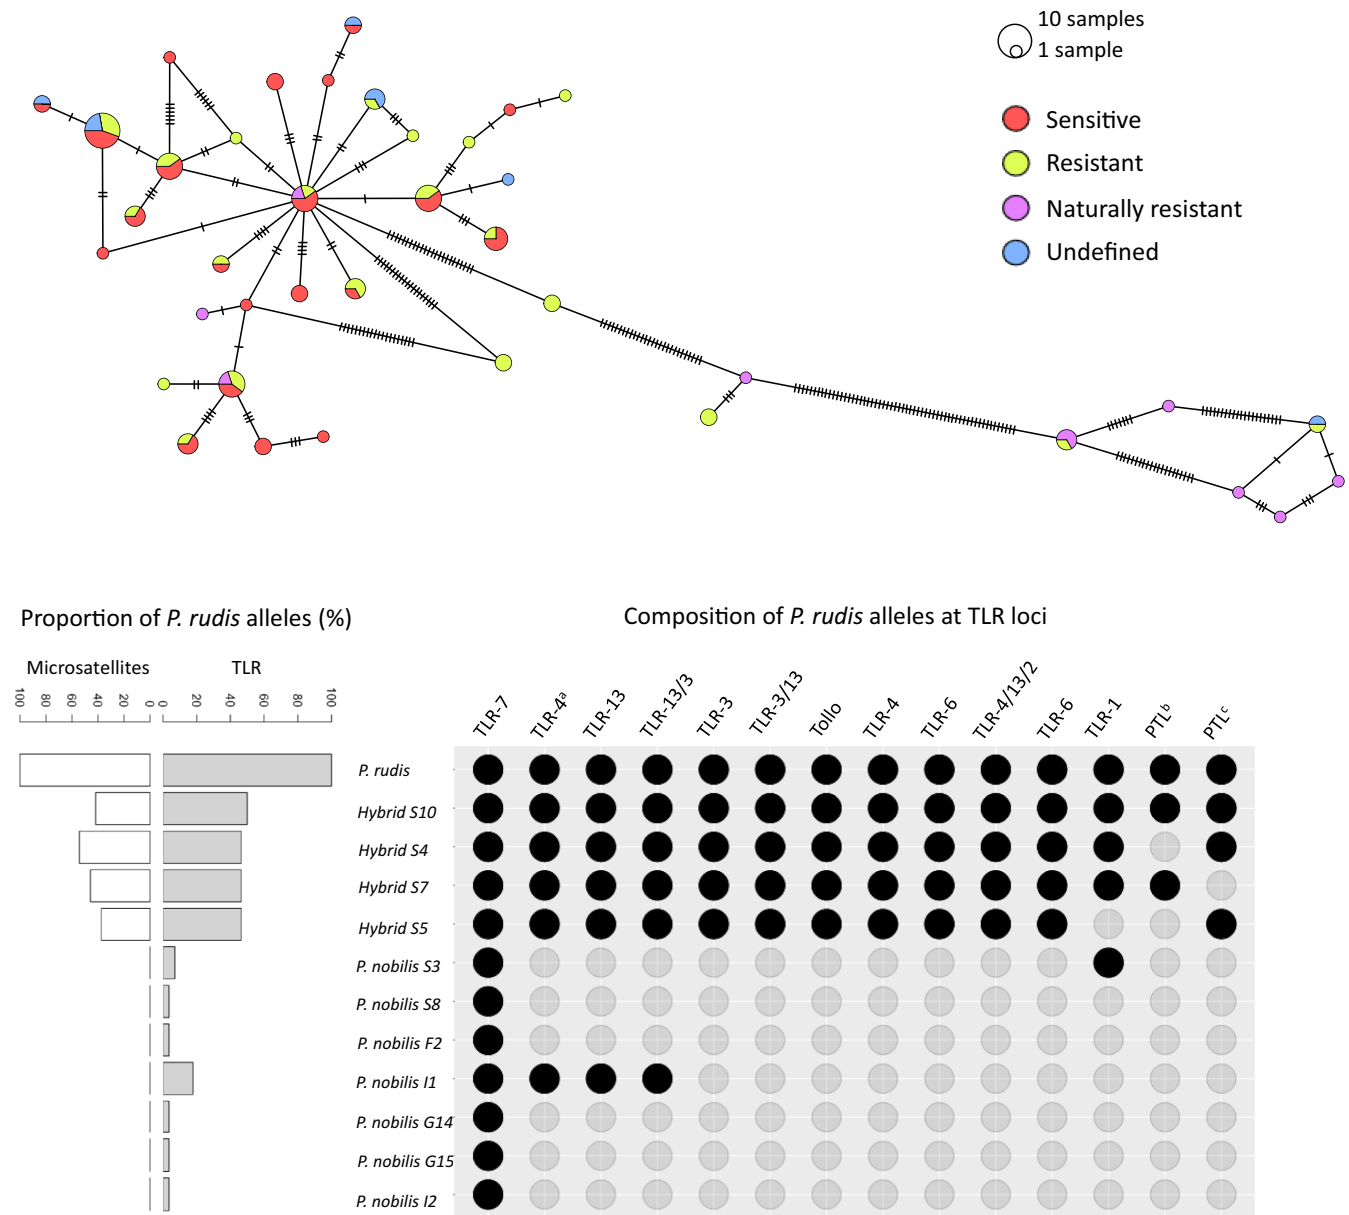 10 samples
1 sample
Sensitive
Resistant
Naturally resistant
Undefined
Proportion of P. rudis alleles (%)
Composition of P. rudis alleles at TLR loci
Microsatellites
TLR
100 80 60 40 20 0 0 20 40 60 80 100
TLR-7 TLR-4ᵃ TLR-13 TLR-13/3 TLR-3 TLR-3/13 Tollo TLR-4 TLR-6 TLR-4/13/2 TLR-6 TLR-1 PTLᵇ PTLᶜ
P. rudis
Hybrid S10
Hybrid S4
Hybrid S7
Hybrid S5
P. nobilis S3
P. nobilis S8
P. nobilis F2
P. nobilis I1
P. nobilis G14
P. nobilis G15
P. nobilis I2